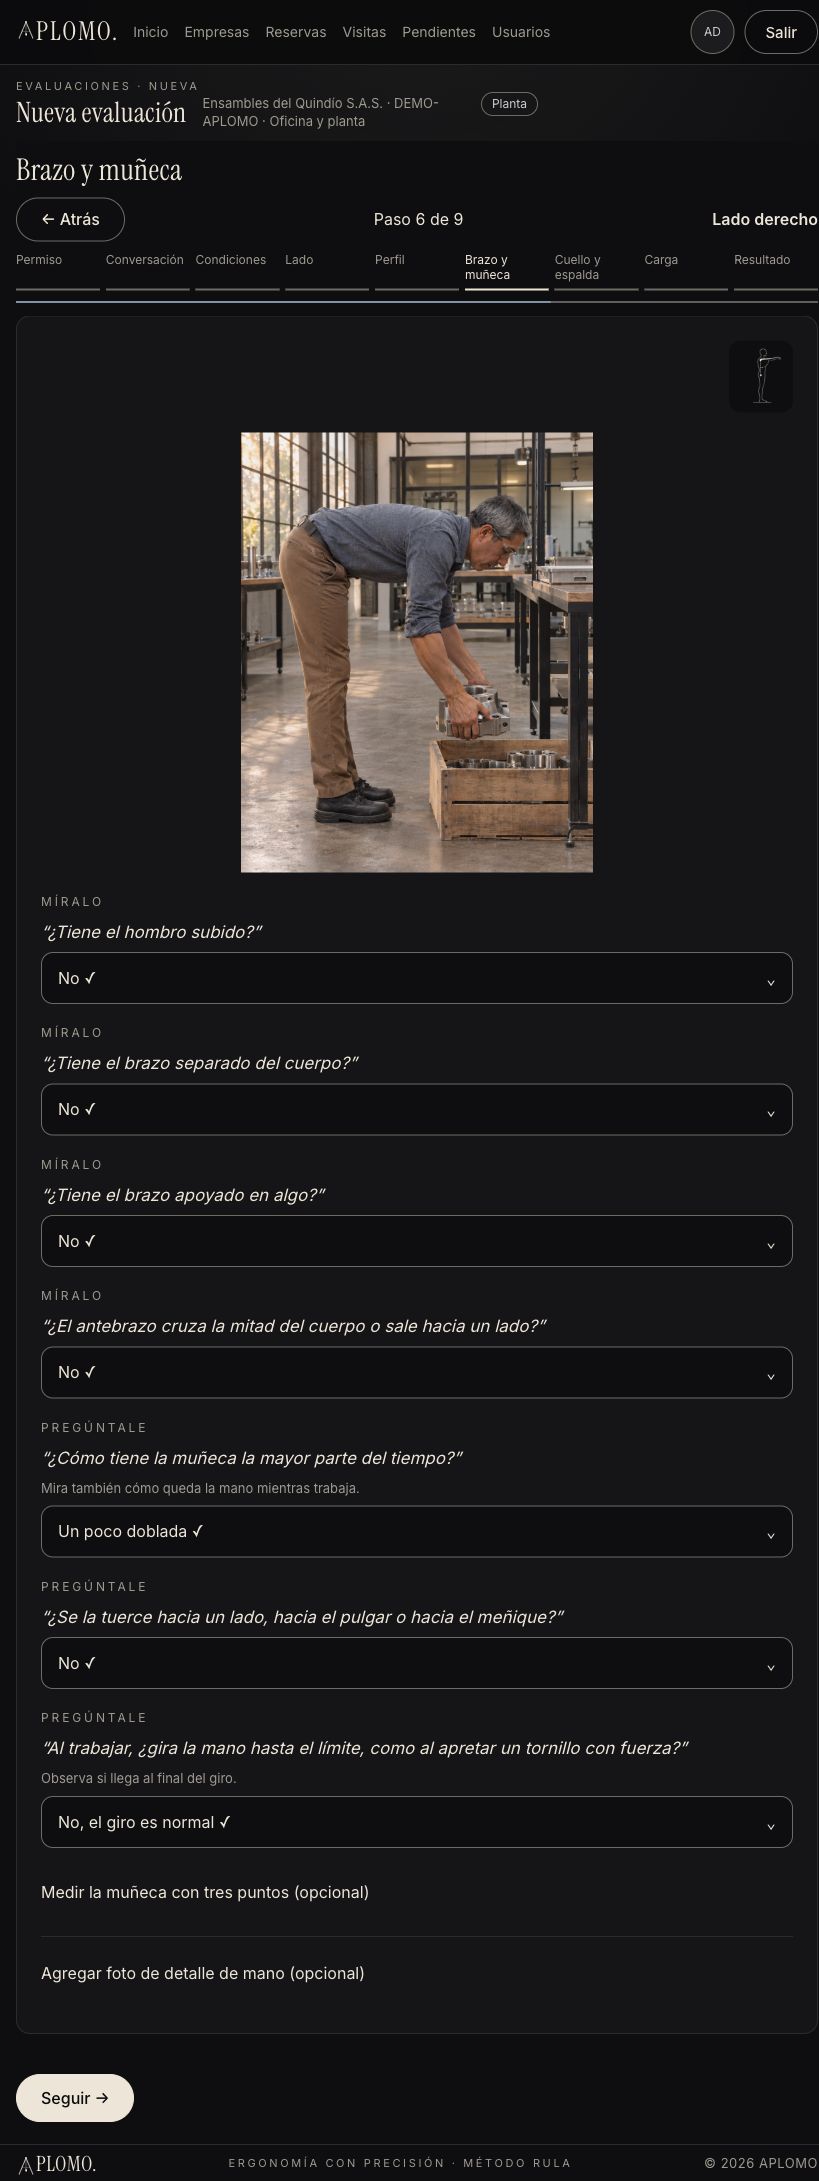 APLOMO.
Inicio Empresas Reservas Visitas Pendientes Usuarios
AD
Salir
EVALUACIONES · NUEVA
Nueva evaluación
Ensambles del Quindío S.A.S. · DEMO-
APLOMO · Oficina y planta
Planta
Brazo y muñeca
← Atrás
Paso 6 de 9
Lado derecho
Permiso
Conversación
Condiciones
Lado
Perfil
Brazo y
muñeca
Cuello y
espalda
Carga
Resultado
MÍRALO
“¿Tiene el hombro subido?”
No ✓
MÍRALO
“¿Tiene el brazo separado del cuerpo?”
No ✓
MÍRALO
“¿Tiene el brazo apoyado en algo?”
No ✓
MÍRALO
“¿El antebrazo cruza la mitad del cuerpo o sale hacia un lado?”
No ✓
PREGÚNTALE
“¿Cómo tiene la muñeca la mayor parte del tiempo?”
Mira también cómo queda la mano mientras trabaja.
Un poco doblada ✓
PREGÚNTALE
“¿Se la tuerce hacia un lado, hacia el pulgar o hacia el meñique?”
No ✓
PREGÚNTALE
“Al trabajar, ¿gira la mano hasta el límite, como al apretar un tornillo con fuerza?”
Observa si llega al final del giro.
No, el giro es normal ✓
Medir la muñeca con tres puntos (opcional)
Agregar foto de detalle de mano (opcional)
Seguir →
APLOMO.
ERGONOMÍA CON PRECISIÓN · MÉTODO RULA
© 2026 APLOMO